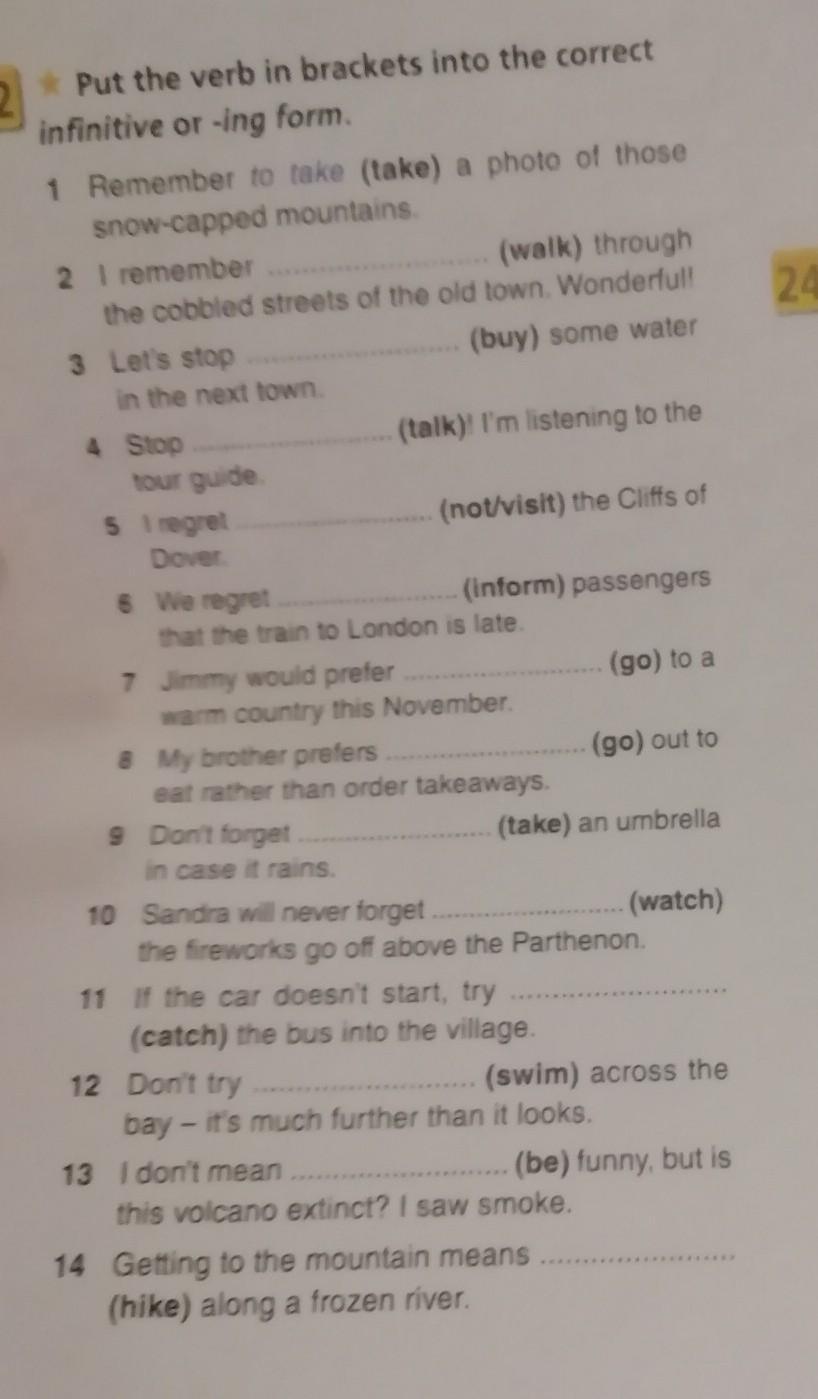 2 Put the verb in brackets into the correct
infinitive or -ing form.
1 Remember to take (take) a photo of those
snow-capped mountains.
2 I remember ........................ (walk) through
the cobbled streets of the old town. Wonderful!
24
3 Let's stop ........................ (buy) some water
in the next town.
4 Stop ........................ (talk)! I'm listening to the
tour guide.
5 I regret ........................ (not/visit) the Cliffs of
Dover.
6 We regret ........................ (inform) passengers
that the train to London is late.
7 Jimmy would prefer ........................ (go) to a
warm country this November.
8 My brother prefers ........................ (go) out to
eat rather than order takeaways.
9 Don't forget ........................ (take) an umbrella
in case it rains.
10 Sandra will never forget ........................ (watch)
the fireworks go off above the Parthenon.
11 If the car doesn't start, try ........................
(catch) the bus into the village.
12 Don't try ........................ (swim) across the
bay – it's much further than it looks.
13 I don't mean ........................ (be) funny, but is
this volcano extinct? I saw smoke.
14 Getting to the mountain means ........................
(hike) along a frozen river.